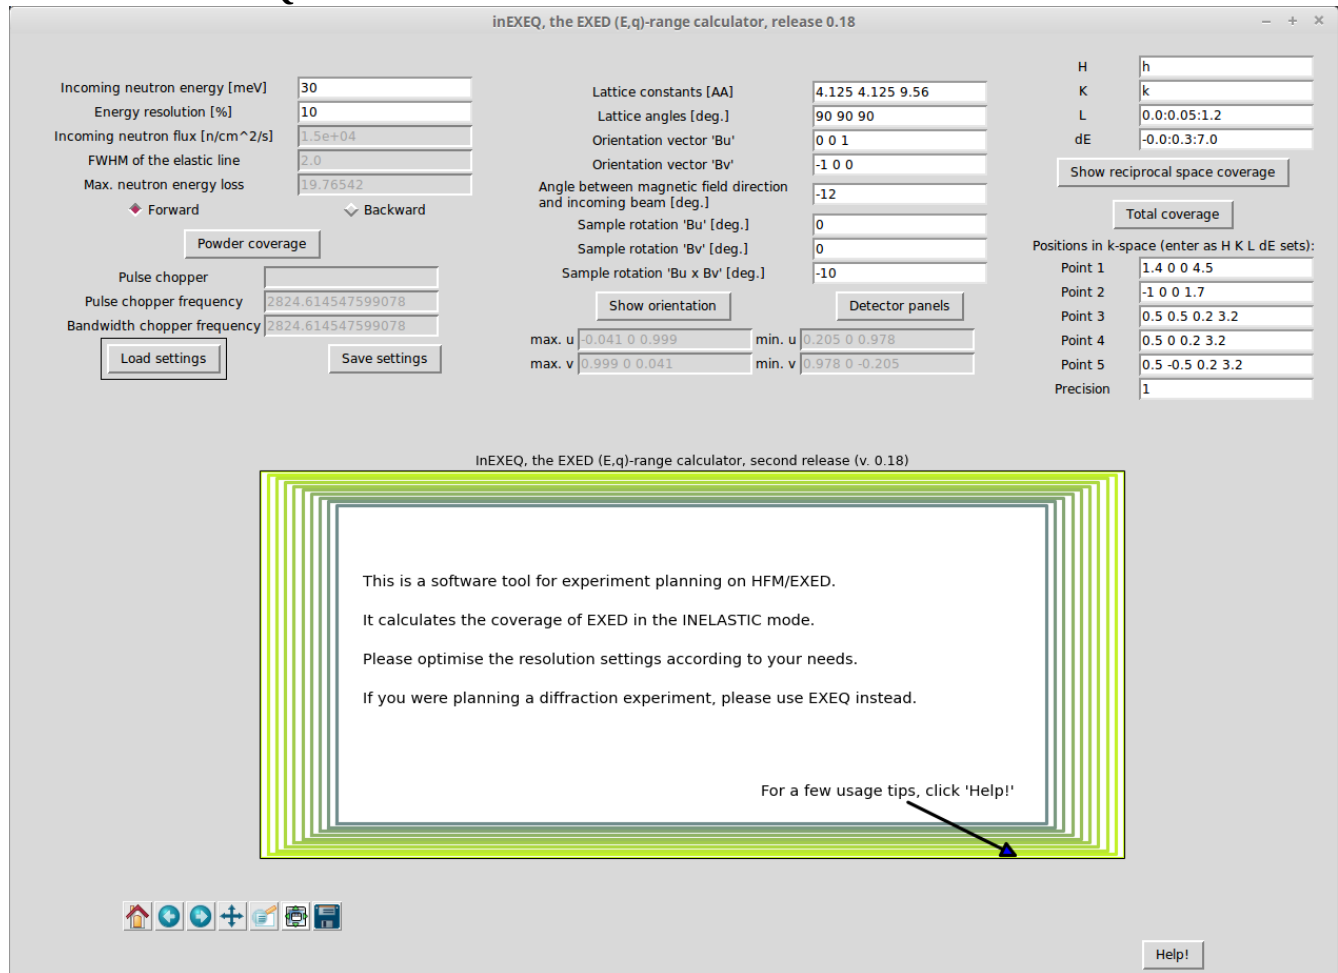 inEXEQ, the EXED (E,q)-range calculator, release 0.18
Incoming neutron energy [meV] 30
Energy resolution [%] 10
Incoming neutron flux [n/cm^2/s] 1.5e+04
FWHM of the elastic line 2.0
Max. neutron energy loss 19.76542
Forward Backward
Powder coverage
Pulse chopper
Pulse chopper frequency 2824.614547599078
Bandwidth chopper frequency 2824.614547599078
Load settings Save settings
Lattice constants [AA] 4.125 4.125 9.56
Lattice angles [deg.] 90 90 90
Orientation vector 'Bu' 0 0 1
Orientation vector 'Bv' -1 0 0
Angle between magnetic field direction
and incoming beam [deg.] -12
Sample rotation 'Bu' [deg.] 0
Sample rotation 'Bv' [deg.] 0
Sample rotation 'Bu x Bv' [deg.] -10
Show orientation Detector panels
max. u -0.041 0 0.999 min. u 0.205 0 0.978
max. v 0.999 0 0.041 min. v 0.978 0 -0.205
H h
K k
L 0.0:0.05:1.2
dE -0.0:0.3:7.0
Show reciprocal space coverage
Total coverage
Positions in k-space (enter as H K L dE sets):
Point 1 1.4 0 0 4.5
Point 2 -1 0 0 1.7
Point 3 0.5 0.5 0.2 3.2
Point 4 0.5 0 0.2 3.2
Point 5 0.5 -0.5 0.2 3.2
Precision 1
InEXEQ, the EXED (E,q)-range calculator, second release (v. 0.18)
This is a software tool for experiment planning on HFM/EXED.
It calculates the coverage of EXED in the INELASTIC mode.
Please optimise the resolution settings according to your needs.
If you were planning a diffraction experiment, please use EXEQ instead.
For a few usage tips, click 'Help!'
Help!